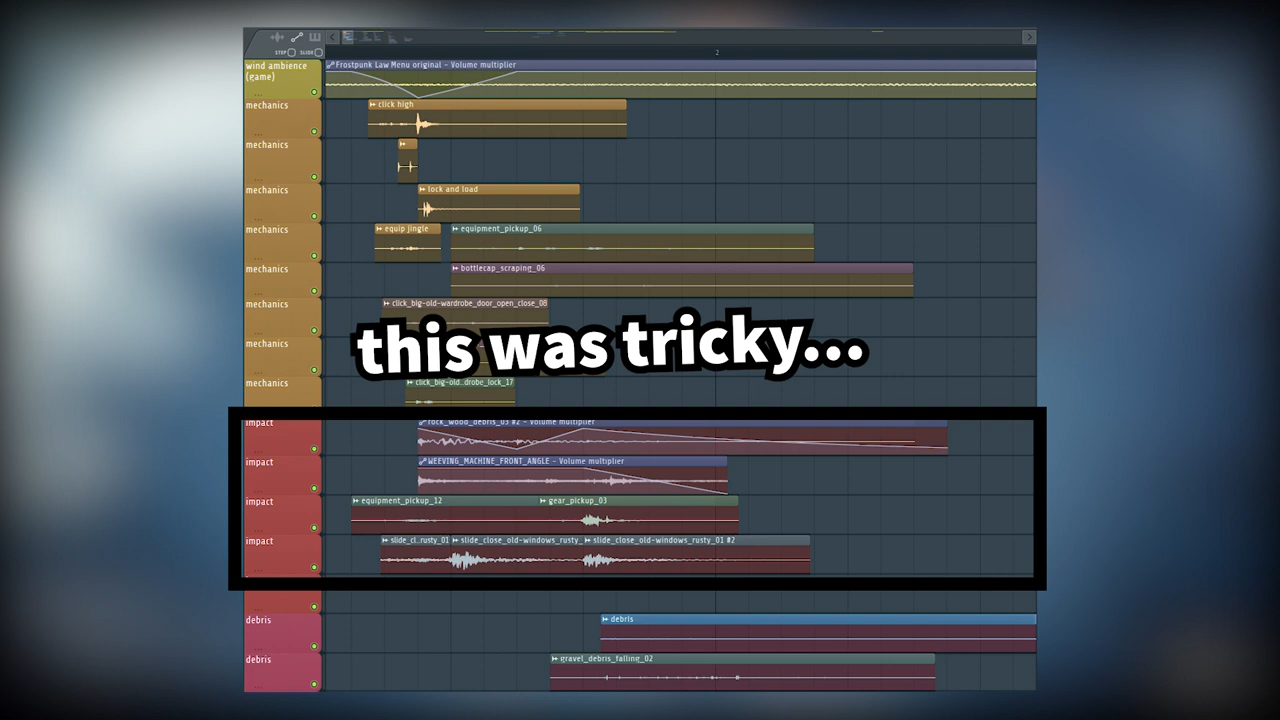 STEP SLIDE
2
wind ambience
(game)
...
Frostpunk Law Menu original - Volume multiplier
mechanics
...
click high
mechanics
...
mechanics
...
lock and load
mechanics
...
equip jingle
equipment_pickup_06
mechanics
...
bottlecap_scraping_06
mechanics
...
click_big-old-wardrobe_door_open_close_08
this was tricky...
mechanics
...
mechanics
click_big-old..drobe_lock_17
impact
...
rock_wood_debris_03 #2 - Volume multiplier
impact
...
WEEVING_MACHINE_FRONT_ANGLE - Volume multiplier
impact
...
equipment_pickup_12
gear_pickup_03
impact
...
slide_cl..rusty_01
slide_close_old-windows_rusty_
slide_close_old-windows_rusty_01 #2
...
debris
...
debris
debris
...
gravel_debris_falling_02